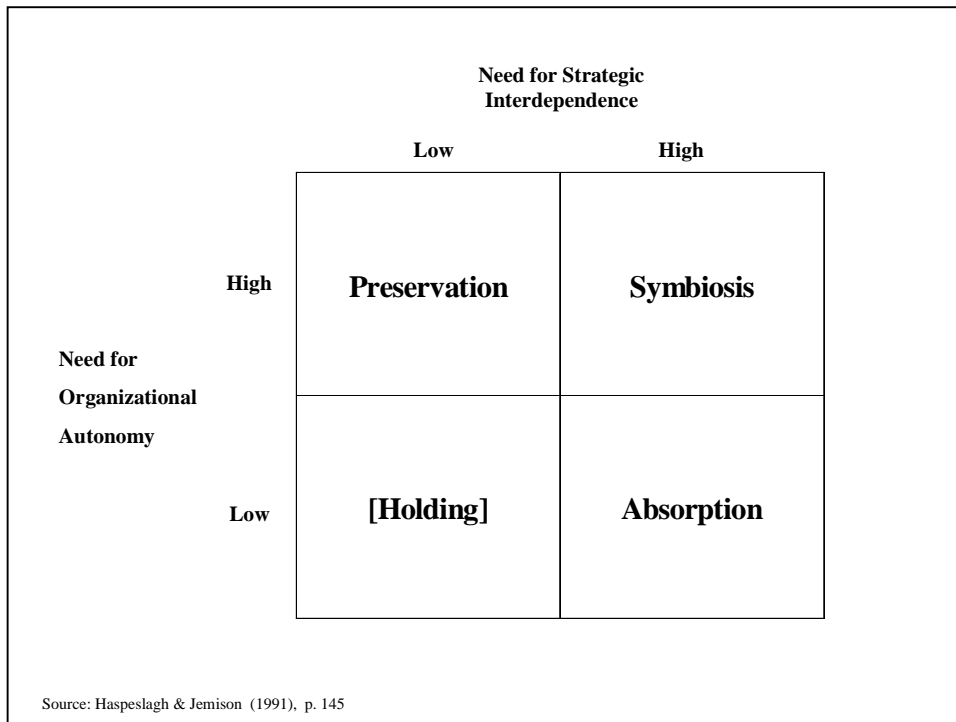 Need for Strategic
Interdependence
Low High
High Preservation Symbiosis
Need for
Organizational
Autonomy
Low [Holding] Absorption
Source: Haspeslagh & Jemison (1991), p. 145